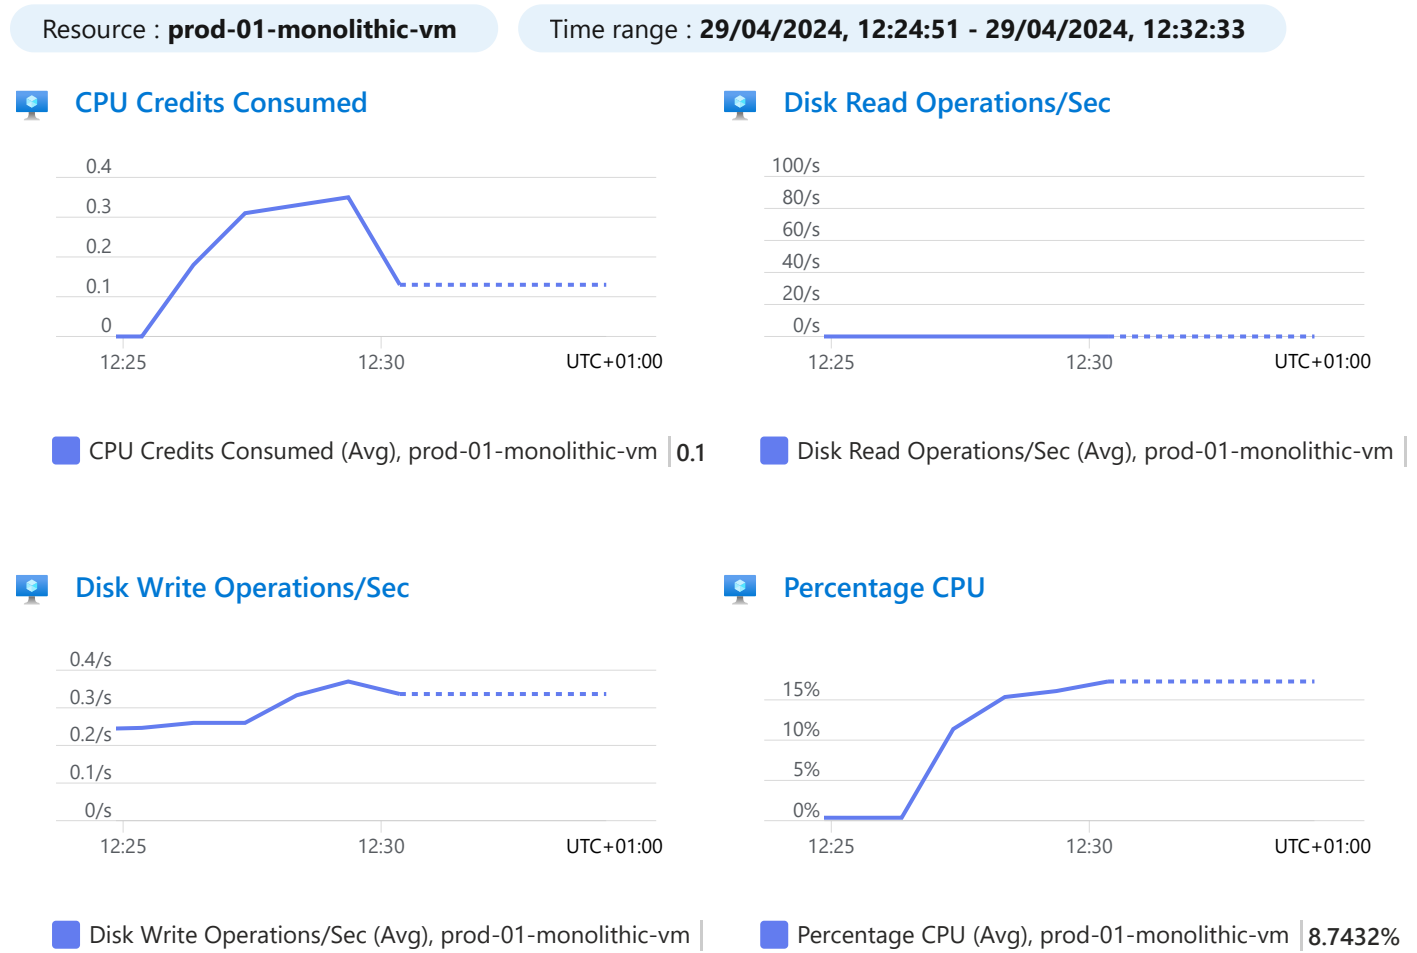 Resource : prod-01-monolithic-vm
Time range : 29/04/2024, 12:24:51 - 29/04/2024, 12:32:33
CPU Credits Consumed
0.4
0.3
0.2
0.1
0
12:25
12:30
UTC+01:00
CPU Credits Consumed (Avg), prod-01-monolithic-vm
0.1
Disk Read Operations/Sec
100/s
80/s
60/s
40/s
20/s
0/s
12:25
12:30
UTC+01:00
Disk Read Operations/Sec (Avg), prod-01-monolithic-vm
Disk Write Operations/Sec
0.4/s
0.3/s
0.2/s
0.1/s
0/s
12:25
12:30
UTC+01:00
Disk Write Operations/Sec (Avg), prod-01-monolithic-vm
Percentage CPU
15%
10%
5%
0%
12:25
12:30
UTC+01:00
Percentage CPU (Avg), prod-01-monolithic-vm
8.7432%